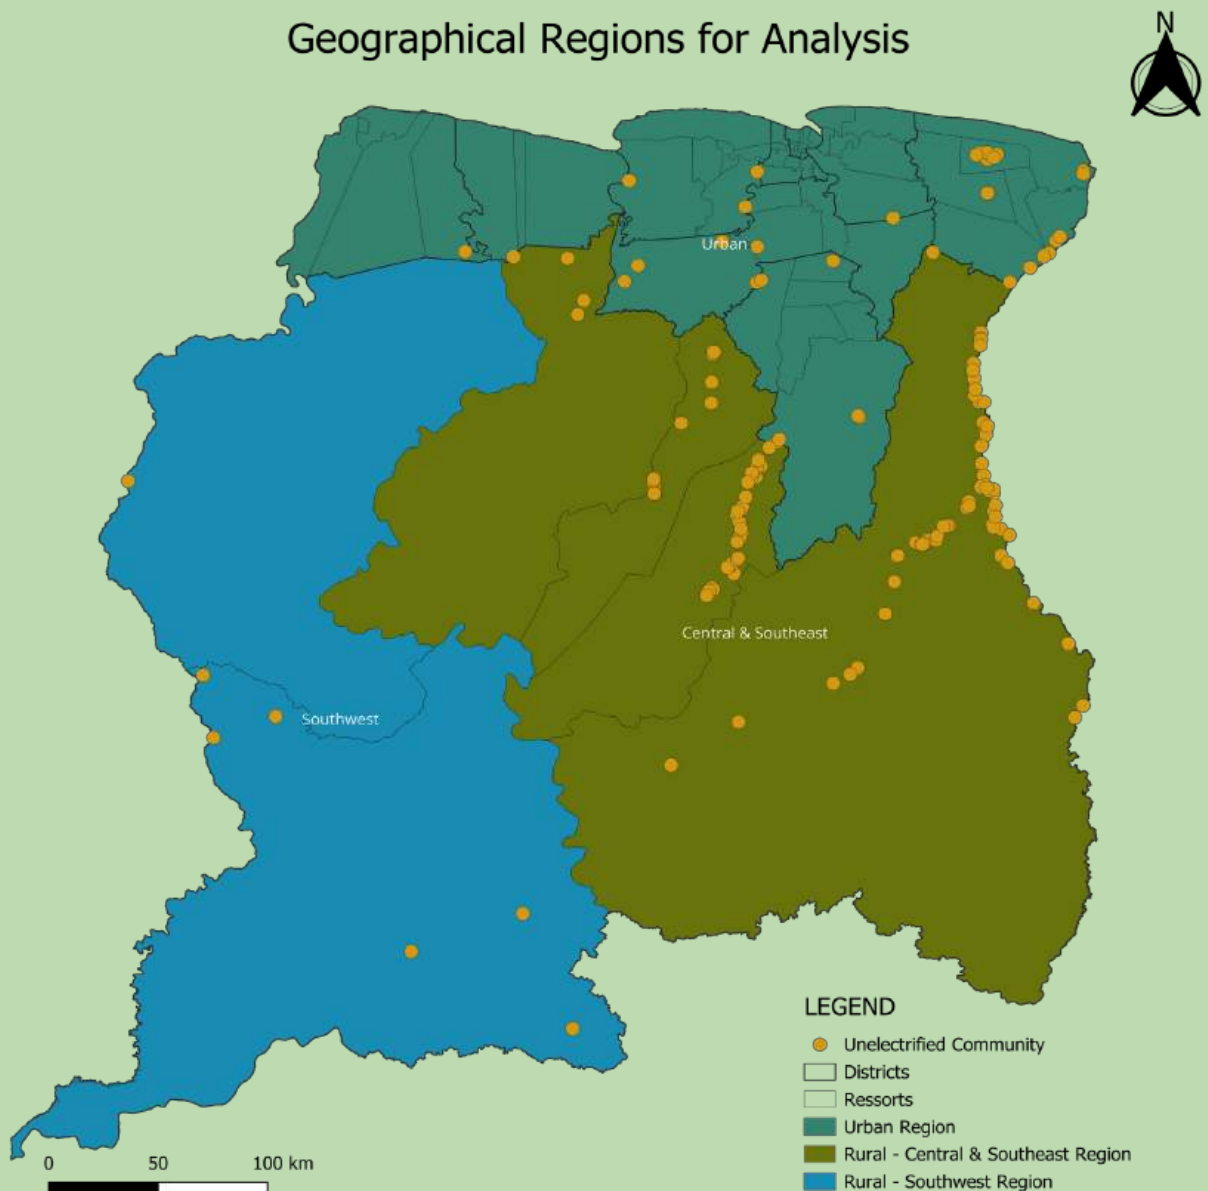 Geographical Regions for Analysis
N
Urban
Central & Southeast
Southwest
LEGEND
Unelectrified Community
Districts
Ressorts
Urban Region
Rural - Central & Southeast Region
Rural - Southwest Region
0 50 100 km